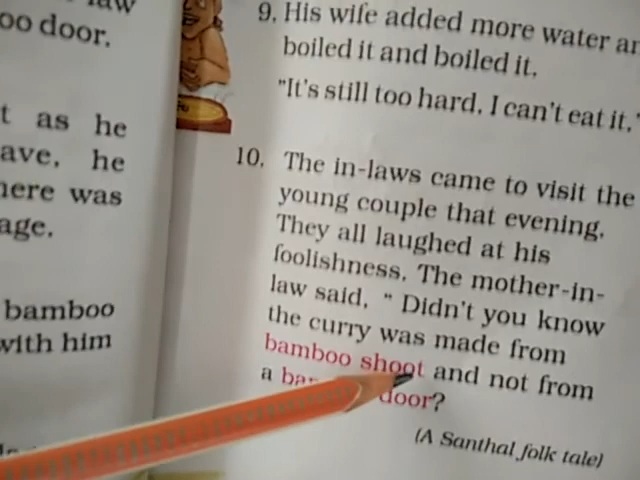 oo door.
t as he
ave, he
here was
age.
bamboo
with him
9. His wife added more water
boiled it and boiled it.
"It's still too hard. I can't eat it."
10. The in-laws came to visit the
young couple that evening.
They all laughed at his
foolishness. The mother-in-
law said, " Didn't you know
the curry was made from
bamboo shoot and not from
a door?
(A Santhal folk tale)